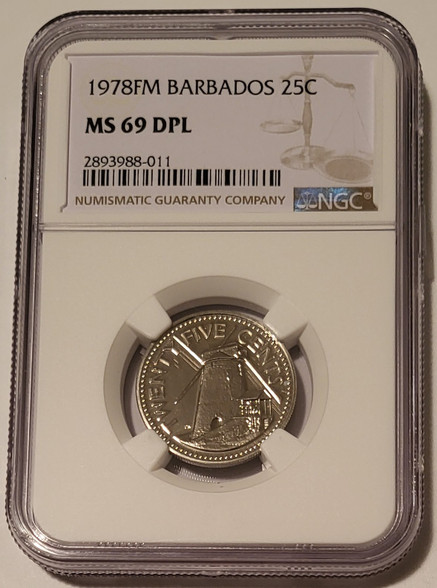 1978FM BARBADOS 25C
MS 69 DPL
2893988-011
NUMISMATIC GUARANTY COMPANY
NGC®
TWENTY FIVE CENTS